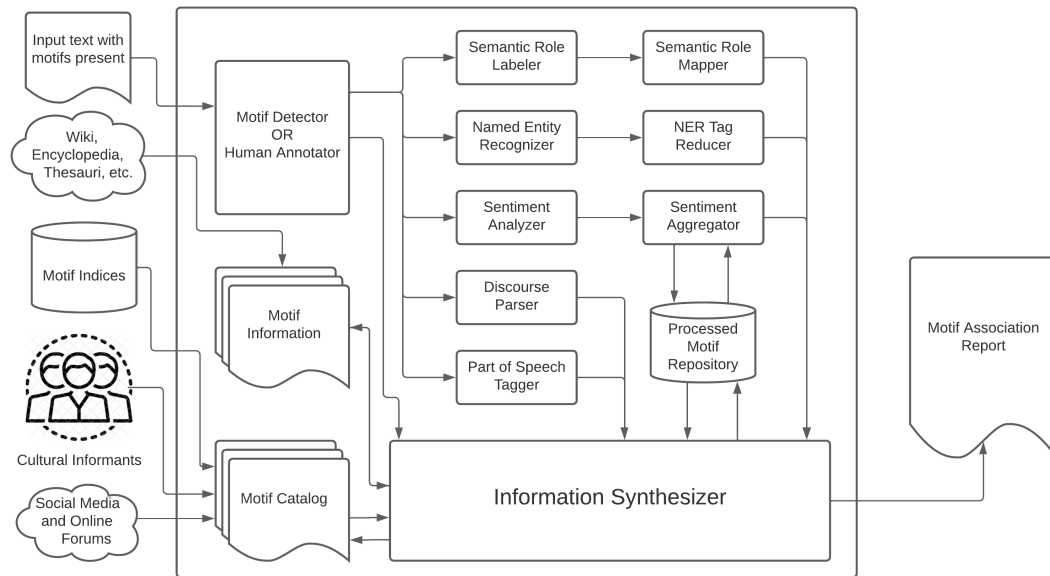 Input text with
motifs present
Wiki,
Encyclopedia,
Thesauri, etc.
Motif Indices
Cultural Informants
Social Media
and Online
Forums
Motif Detector
OR
Human Annotator
Motif
Information
Motif Catalog
Semantic Role
Labeler
Semantic Role
Mapper
Named Entity
Recognizer
NER Tag
Reducer
Sentiment
Analyzer
Sentiment
Aggregator
Discourse
Parser
Processed
Motif
Repository
Part of Speech
Tagger
Information Synthesizer
Motif Association
Report